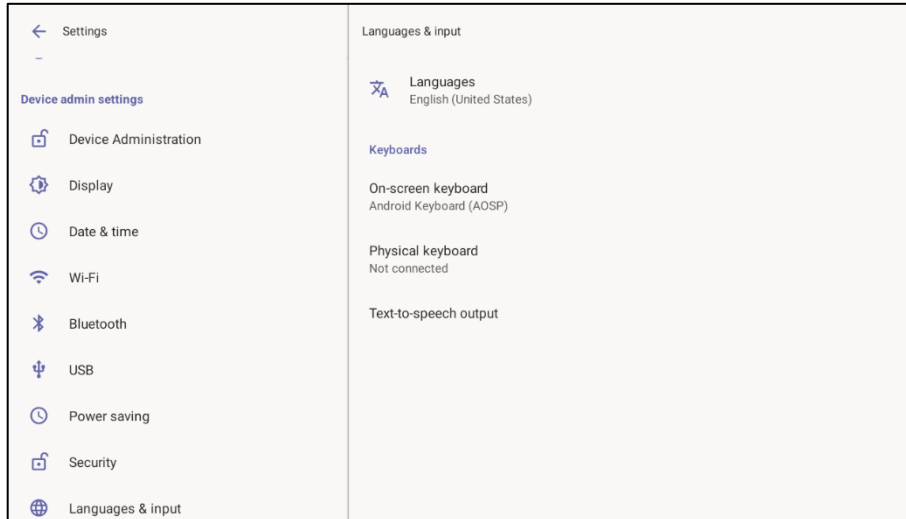 Settings
Device admin settings
Device Administration
Display
Date & time
Wi-Fi
Bluetooth
USB
Power saving
Security
Languages & input
Languages & input
Languages
English (United States)
Keyboards
On-screen keyboard
Android Keyboard (AOSP)
Physical keyboard
Not connected
Text-to-speech output